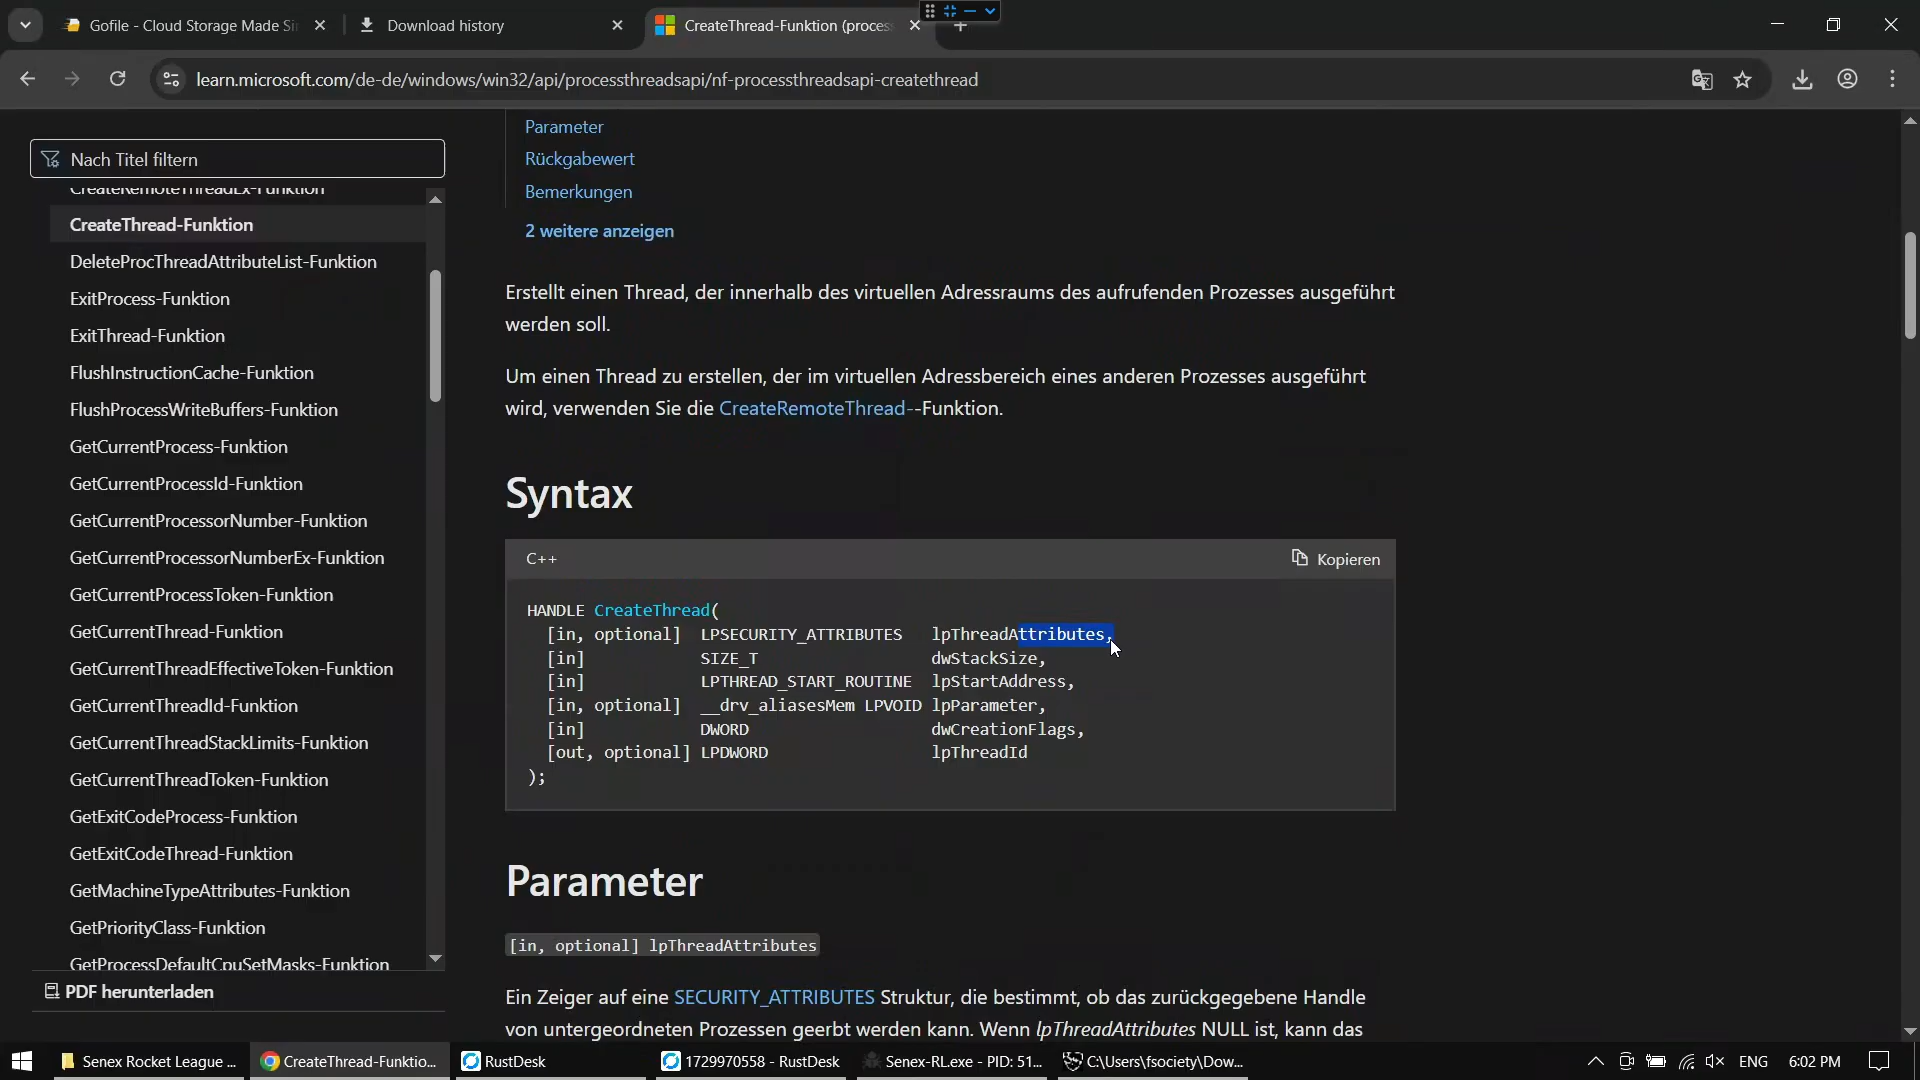 Gofile - Cloud Storage Made Si
Download history
CreateThread-Funktion (proces
learn.microsoft.com/de-de/windows/win32/api/processthreadsapi/nf-processthreadsapi-createthread
Nach Titel filtern
CreateRemoteThreadEx-Funktion
CreateThread-Funktion
DeleteProcThreadAttributeList-Funktion
ExitProcess-Funktion
ExitThread-Funktion
FlushInstructionCache-Funktion
FlushProcessWriteBuffers-Funktion
GetCurrentProcess-Funktion
GetCurrentProcessId-Funktion
GetCurrentProcessorNumber-Funktion
GetCurrentProcessorNumberEx-Funktion
GetCurrentProcessToken-Funktion
GetCurrentThread-Funktion
GetCurrentThreadEffectiveToken-Funktion
GetCurrentThreadId-Funktion
GetCurrentThreadStackLimits-Funktion
GetCurrentThreadToken-Funktion
GetExitCodeProcess-Funktion
GetExitCodeThread-Funktion
GetMachineTypeAttributes-Funktion
GetPriorityClass-Funktion
GetProcessDefaultCpuSetMasks-Funktion
PDF herunterladen
Parameter
Rückgabewert
Bemerkungen
2 weitere anzeigen
Erstellt einen Thread, der innerhalb des virtuellen Adressraums des aufrufenden Prozesses ausgeführt
werden soll.
Um einen Thread zu erstellen, der im virtuellen Adressbereich eines anderen Prozesses ausgeführt
wird, verwenden Sie die CreateRemoteThread--Funktion.
Syntax
C++ Kopieren
HANDLE CreateThread(
[in, optional] LPSECURITY_ATTRIBUTES lpThreadAttributes,
[in] SIZE_T dwStackSize,
[in] LPTHREAD_START_ROUTINE lpStartAddress,
[in, optional] __drv_aliasesMem LPVOID lpParameter,
[in] DWORD dwCreationFlags,
[out, optional] LPDWORD lpThreadId
);
Parameter
[in, optional] lpThreadAttributes
Ein Zeiger auf eine SECURITY_ATTRIBUTES Struktur, die bestimmt, ob das zurückgegebene Handle
von untergeordneten Prozessen geerbt werden kann. Wenn lpThreadAttributes NULL ist, kann das
Senex Rocket League ...
CreateThread-Funktio...
RustDesk
1729970558 - RustDesk
Senex-RL.exe - PID: 51...
C:\Users\fsociety\Dow...
ENG
6:02 PM